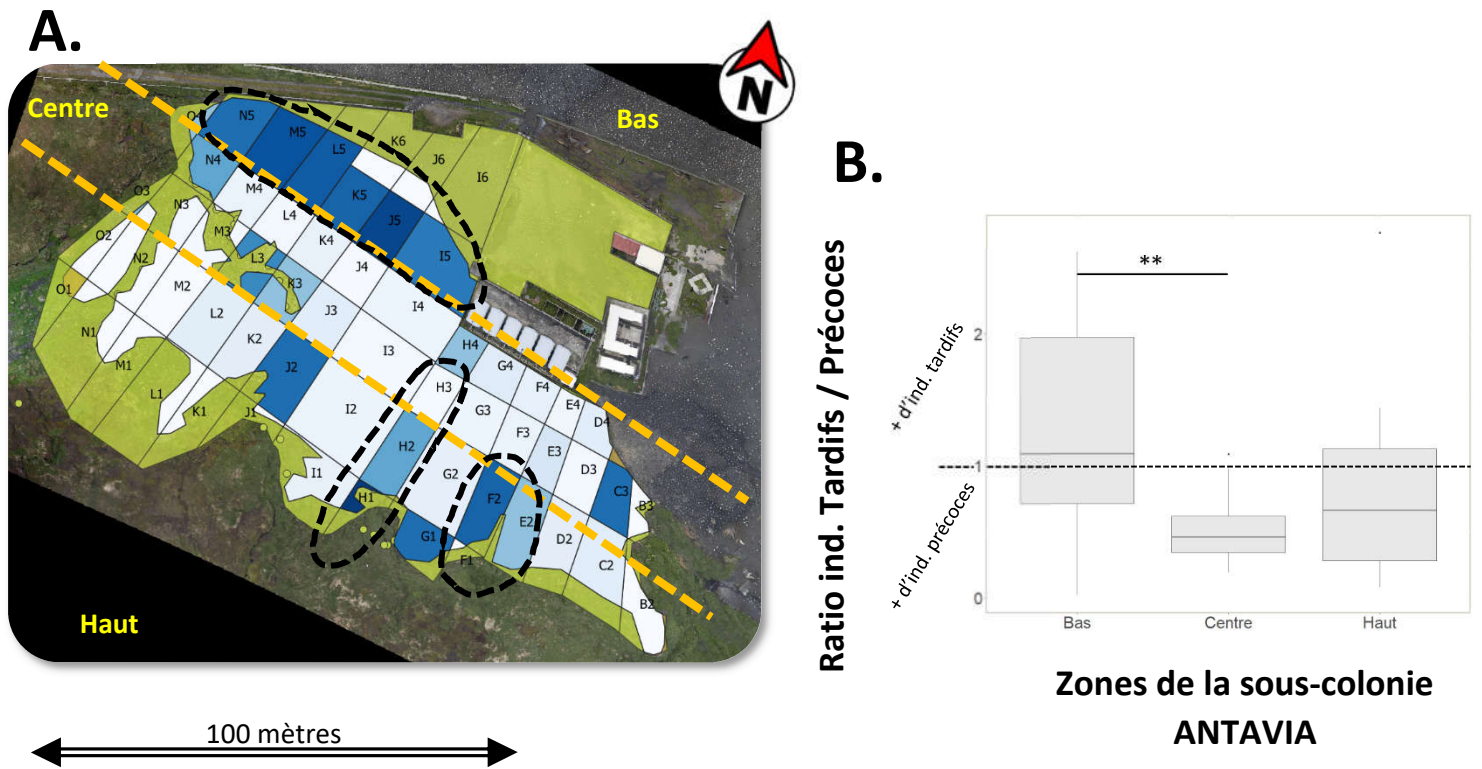 A.
N
Centre
Bas
Haut
O4
N5
M5
L5
K6
J6
I6
N4
M4
L4
K4
J4
K5
J5
I5
I4
O3
N3
M3
L3
K3
J3
I3
H4
G4
F4
E4
D4
O2
N2
M2
L2
K2
J2
I2
H3
G3
F3
E3
D3
C3
B3
O1
N1
M1
L1
K1
J1
I1
H1
H2
G2
G1
F2
F1
E2
D2
C2
B2
100 mètres
B.
Ratio ind. Tardifs / Précoces
+ d’ind. tardifs
+ d’ind. précoces
**
2
1
0
Bas Centre Haut
Zones de la sous-colonie
ANTAVIA